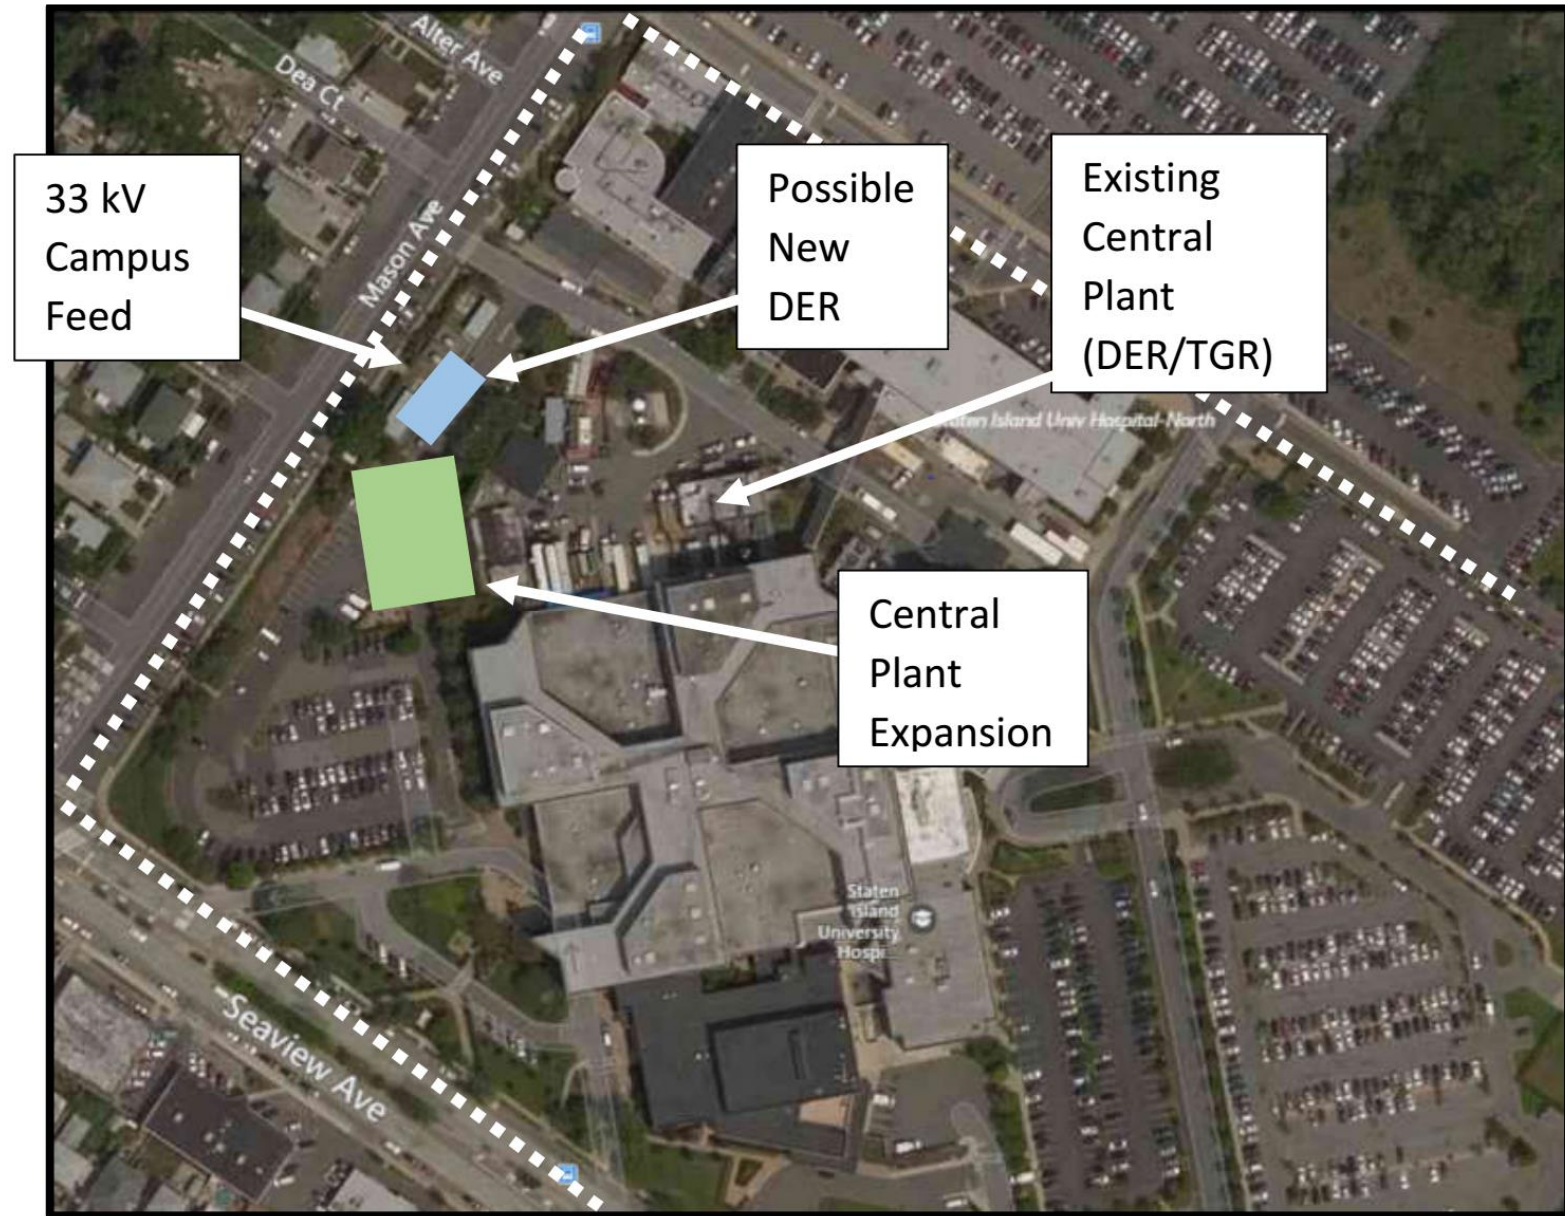 Alter Ave
Dea Ct
Mason Ave
33 kV
Campus
Feed
Possible
New
DER
Existing
Central
Plant
(DER/TGR)
Staten Island Univ Hospital-North
Central
Plant
Expansion
Staten
Island
University
Hospi...
Seaview Ave